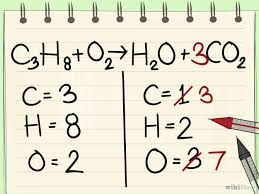 C₃H₈+O₂→H₂O+3CO₂
C=3
H=8
O=2
C=1 3
H=2
O=3 7
wikiHow